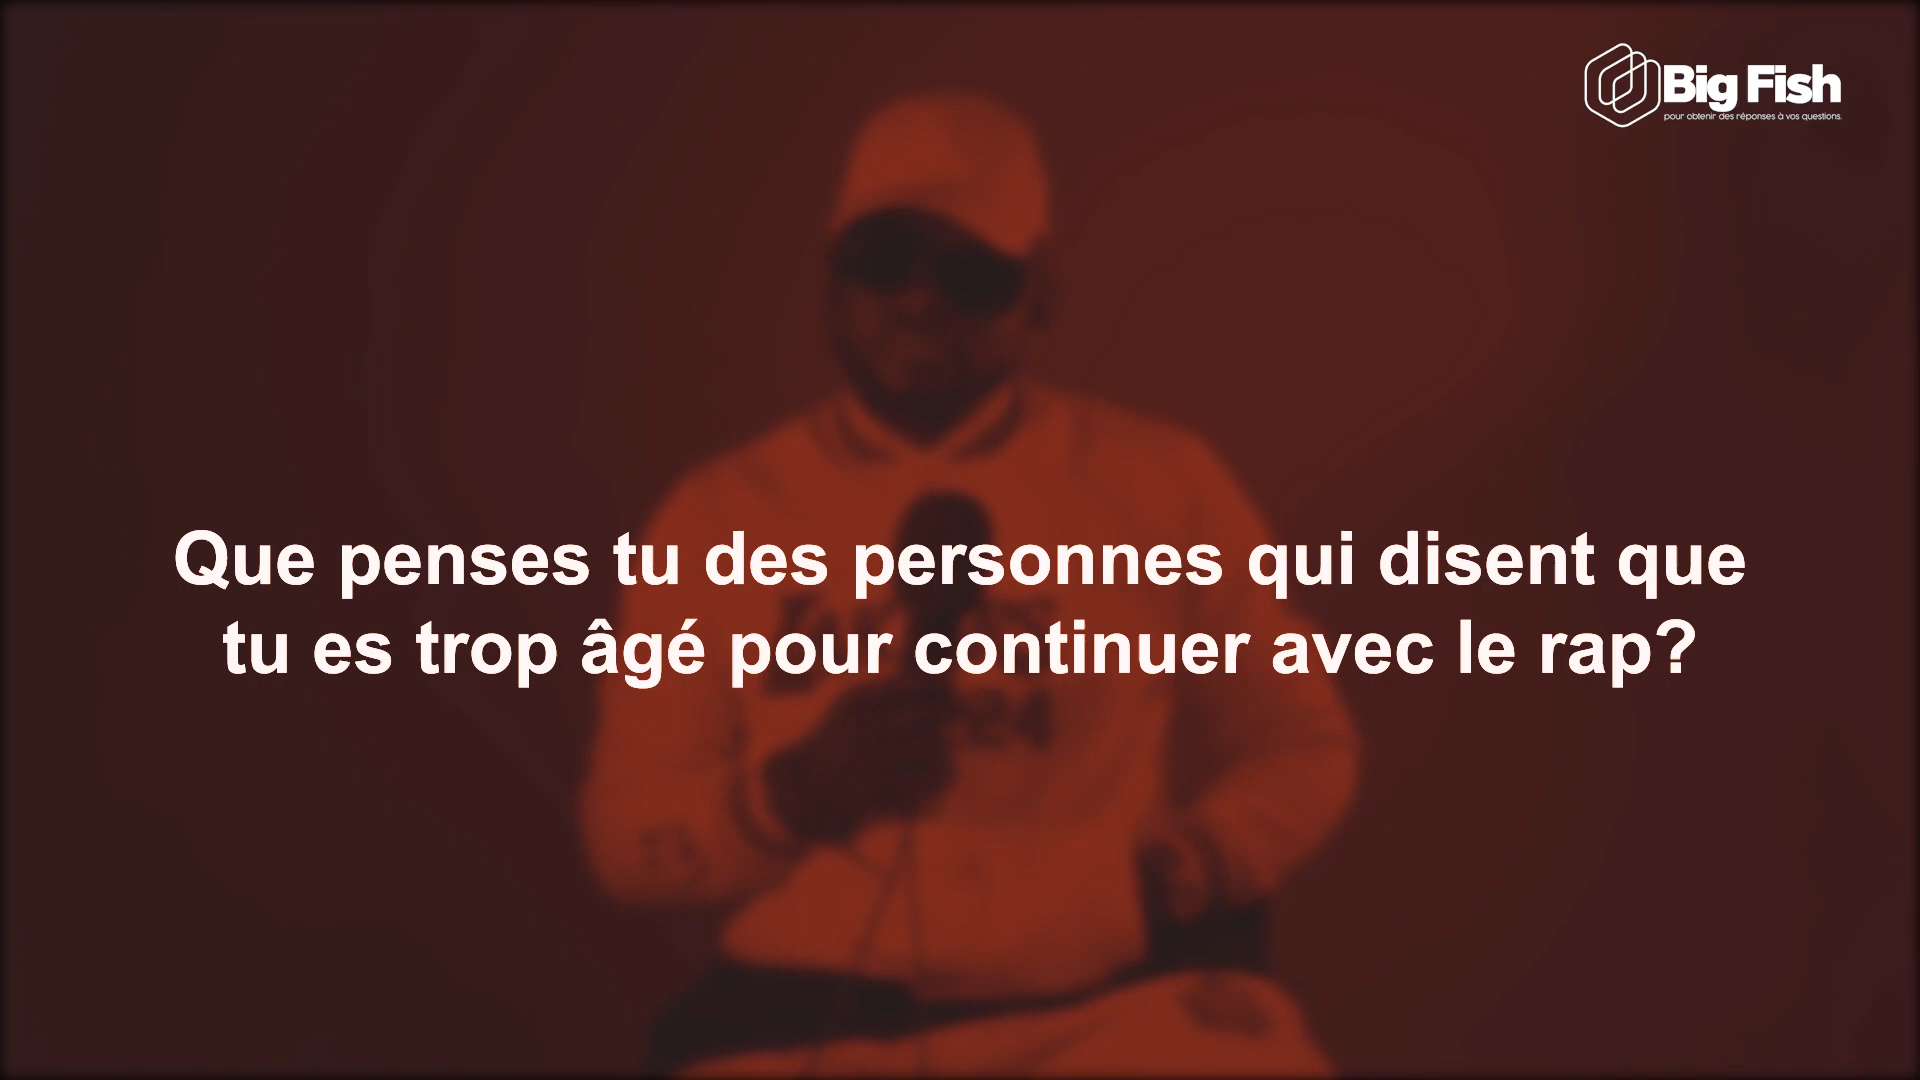 Big Fish
pour obtenir des réponses à vos questions.
Que penses tu des personnes qui disent que
tu es trop âgé pour continuer avec le rap?
24